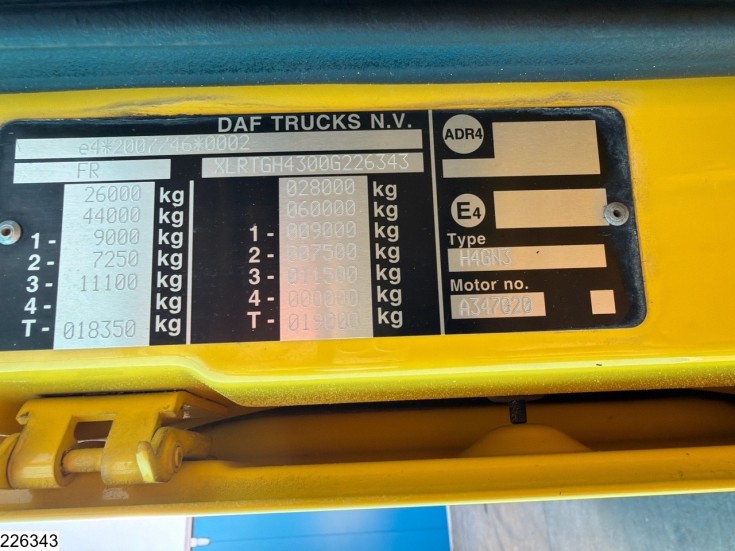 DAF TRUCKS N.V.
e4*2007/46*0002
FR XLRTGH4300G226343
26000 kg 028000 kg
44000 kg 060000 kg
1- 9000 kg 1- 009000 kg
2- 7250 kg 2- 007500 kg
3- 11100 kg 3- 011500 kg
4- kg 4- 000000 kg
T- 018350 kg T- 019000 kg
ADR4
E4
Type
H4GN3
Motor no.
A347620
226343